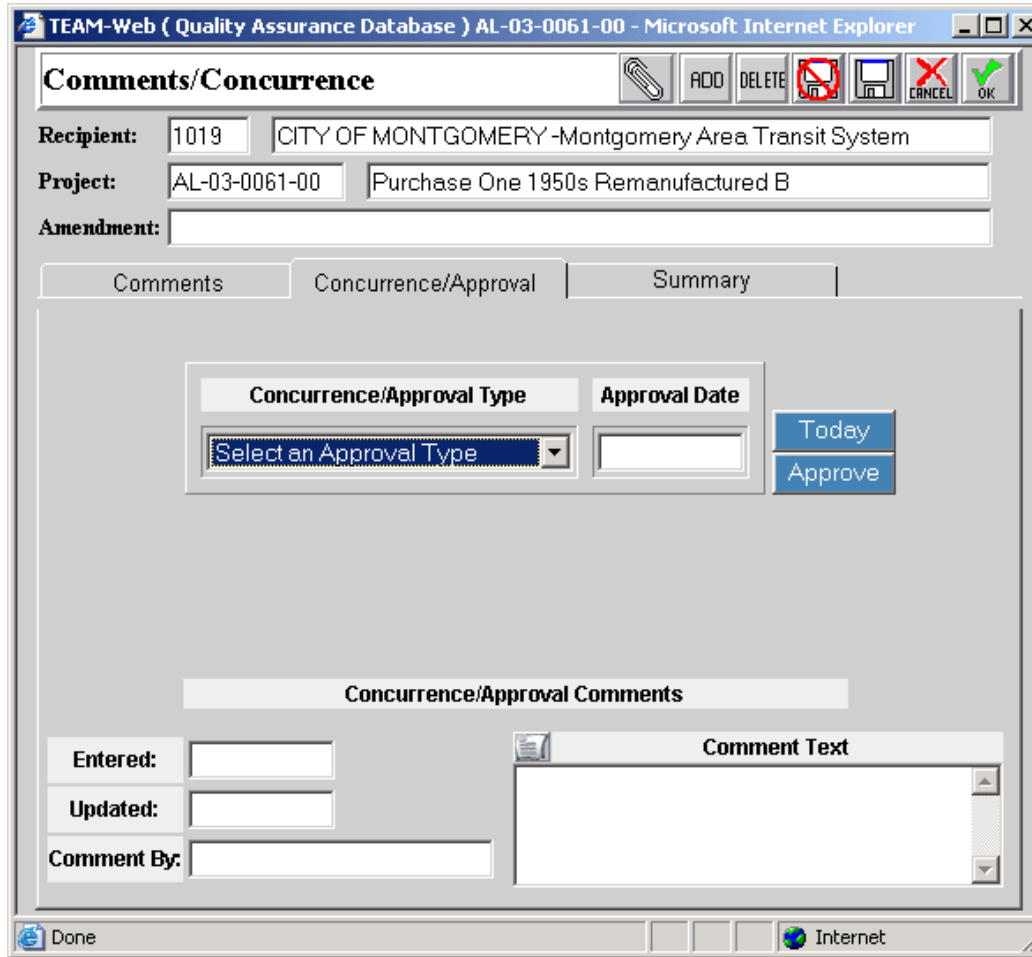 TEAM-Web ( Quality Assurance Database ) AL-03-0061-00 - Microsoft Internet Explorer
Comments/Concurrence ADD DELETE CANCEL OK
Recipient: 1019 CITY OF MONTGOMERY -Montgomery Area Transit System
Project: AL-03-0061-00 Purchase One 1950s Remanufactured B
Amendment:
Comments Concurrence/Approval Summary
Concurrence/Approval Type Approval Date
Select an Approval Type Today
Approve
Concurrence/Approval Comments
Entered: Comment Text
Updated:
Comment By:
Done Internet